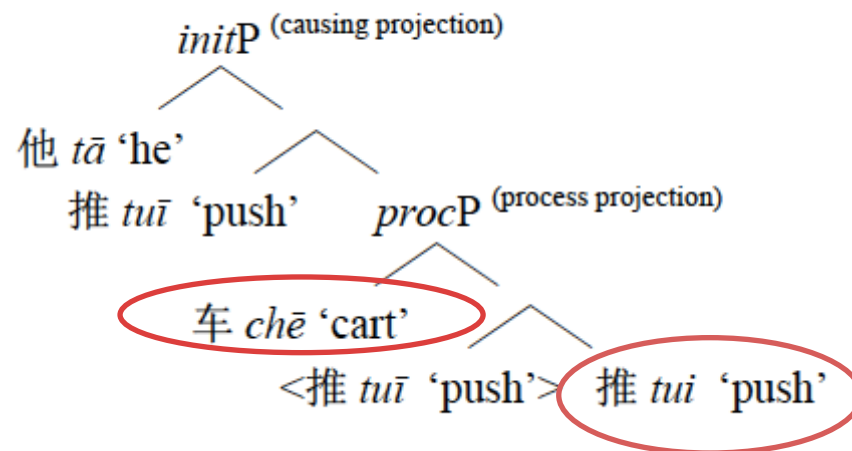 initP (causing projection)
他 tā ‘he’
推 tuī ‘push’ procP (process projection)
车 chē ‘cart’
<推 tuī ‘push’> 推 tui ‘push’